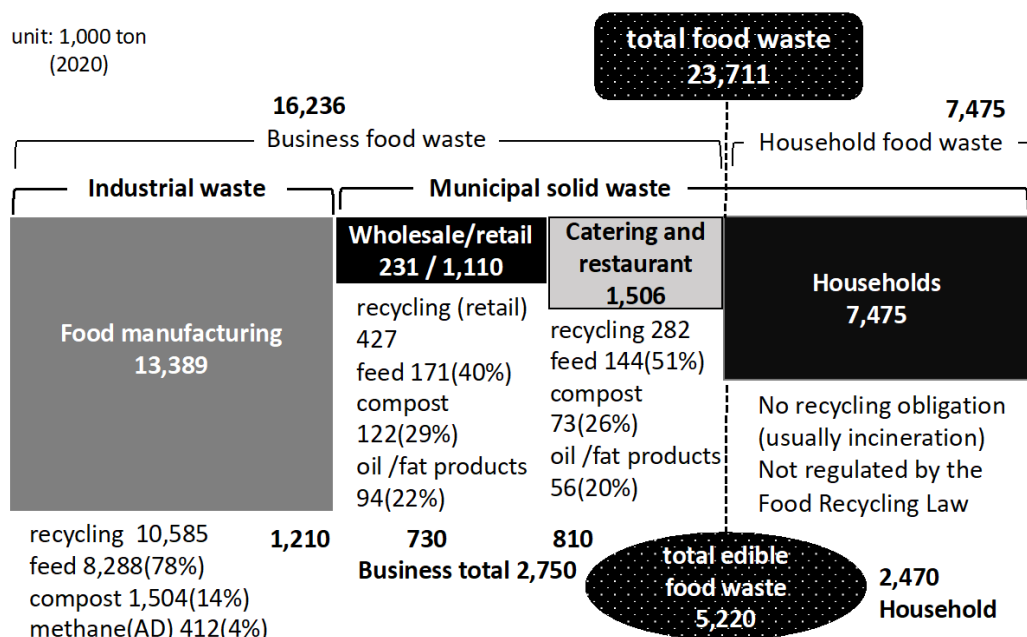 unit: 1,000 ton
(2020)
total food waste
23,711
16,236
Business food waste
7,475
Household food waste
Industrial waste
Municipal solid waste
Food manufacturing
13,389
Wholesale/retail
231 / 1,110
Catering and
restaurant
1,506
Households
7,475
recycling (retail)
427
feed 171(40%)
compost
122(29%)
oil /fat products
94(22%)
recycling 282
feed 144(51%)
compost
73(26%)
oil /fat products
56(20%)
No recycling obligation
(usually incineration)
Not regulated by the
Food Recycling Law
recycling  10,585
feed 8,288(78%)
compost 1,504(14%)
methane(AD) 412(4%)
1,210
730
810
Business total 2,750
total edible
food waste
5,220
2,470
Household